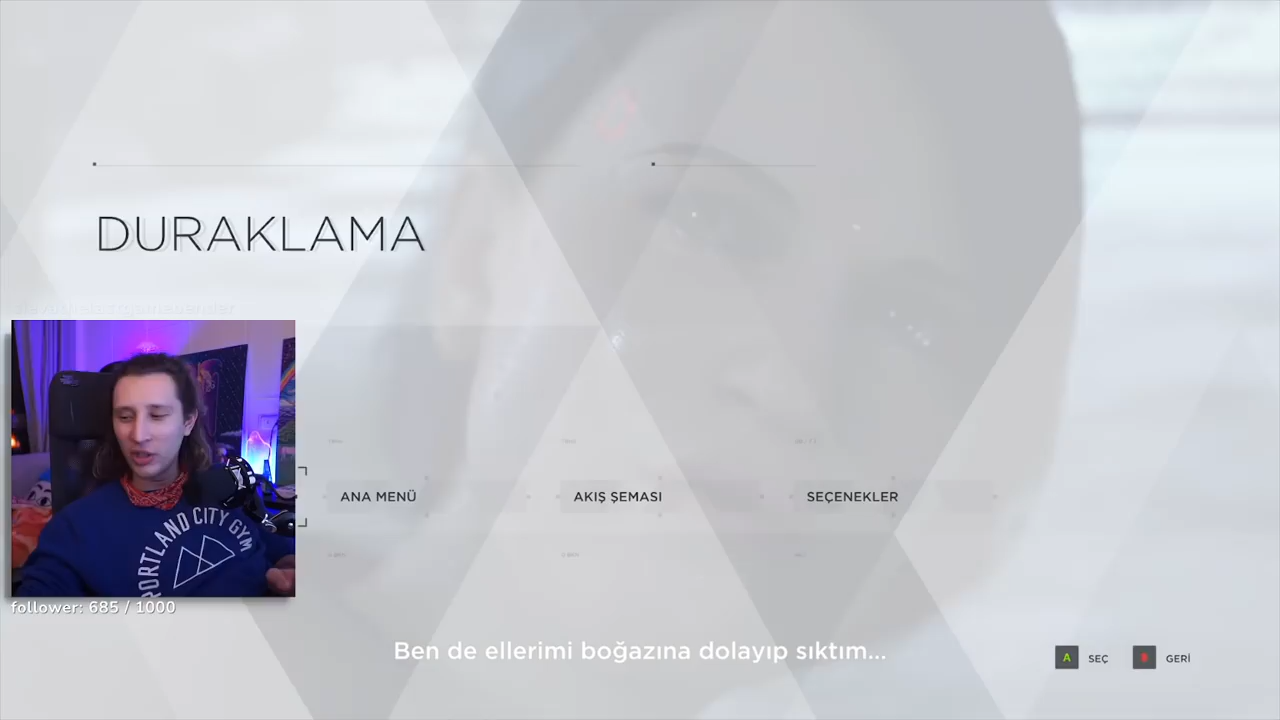 DURAKLAMA
PORTLAND CITY GYM
ANA MENÜ
AKIŞ ŞEMASI
SEÇENEKLER
follower: 685 / 1000
Ben de ellerimi boğazına dolayıp sıktım...
A SEÇ B GERİ